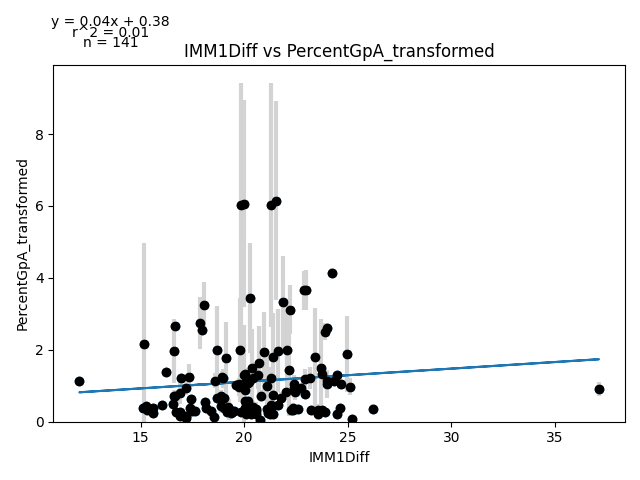 y = 0.04x + 0.38
r^2 = 0.01
n = 141
IMM1Diff vs PercentGpA_transformed
PercentGpA_transformed
8
6
4
2
0
15
20
25
30
35
IMM1Diff